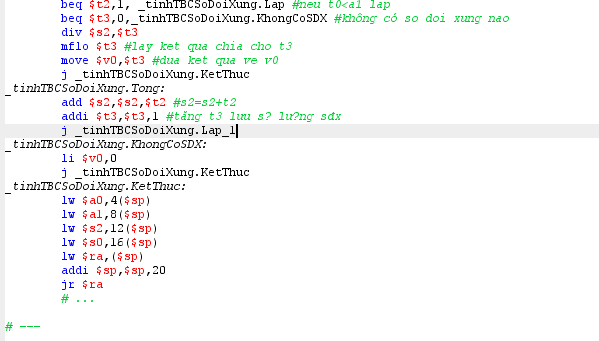 beq $t2,1, _tinhTBCSoDoiXung.Lap #neu t0<a1 lap
beq $t3,0,_tinhTBCSoDoiXung.KhongCoSDX #không có so doi xung nao
div $s2,$t3
mflo $t3 #lay ket qua chia cho t3
move $v0,$t3 #dua ket qua ve v0
j _tinhTBCSoDoiXung.KetThuc
_tinhTBCSoDoiXung.Tong:
add $s2,$s2,$t2 #s2=s2+t2
addi $t3,$t3,1 #tăng t3 luu s? lu?ng sdx
j _tinhTBCSoDoiXung.Lap_1
_tinhTBCSoDoiXung.KhongCoSDX:
li $v0,0
j _tinhTBCSoDoiXung.KetThuc
_tinhTBCSoDoiXung.KetThuc:
lw $a0,4($sp)
lw $a1,8($sp)
lw $s2,12($sp)
lw $s0,16($sp)
lw $ra,($sp)
addi $sp,$sp,20
jr $ra
# ...
# ---